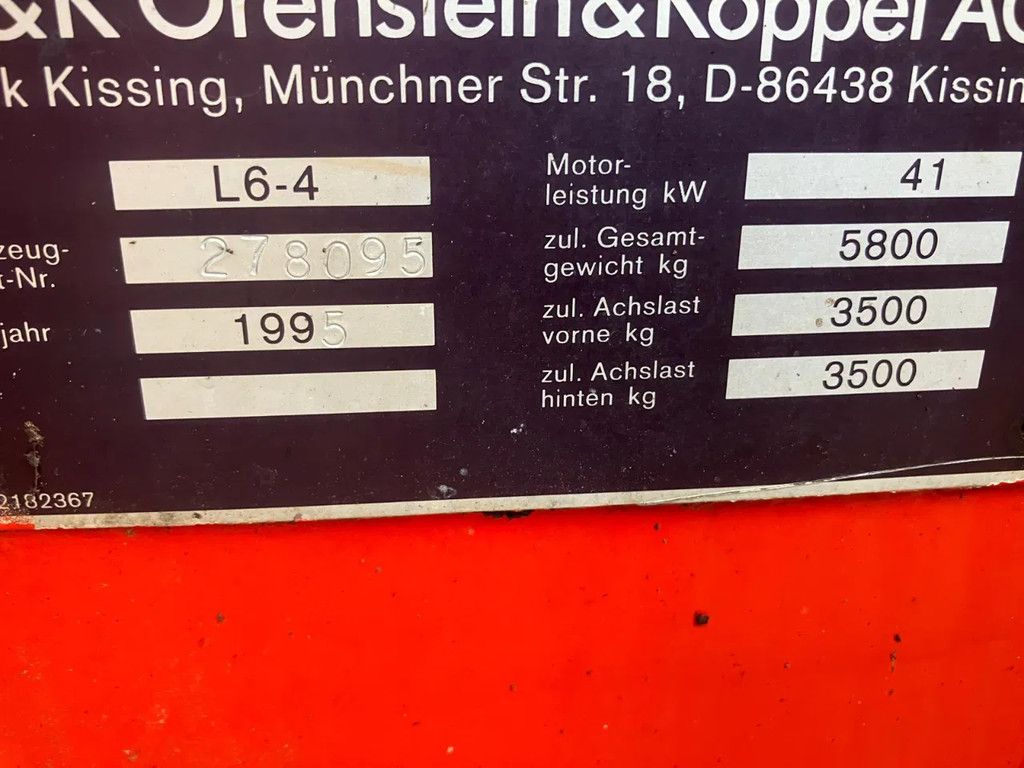 &K Orenstein&Koppel AG
k Kissing, Münchner Str. 18, D-86438 Kissin
L6-4
Motor-
leistung kW
41
zeug-
t-Nr.
278095
zul. Gesamt-
gewicht kg
5800
jahr
1995
zul. Achslast
vorne kg
3500
zul. Achslast
hinten kg
3500
2182367